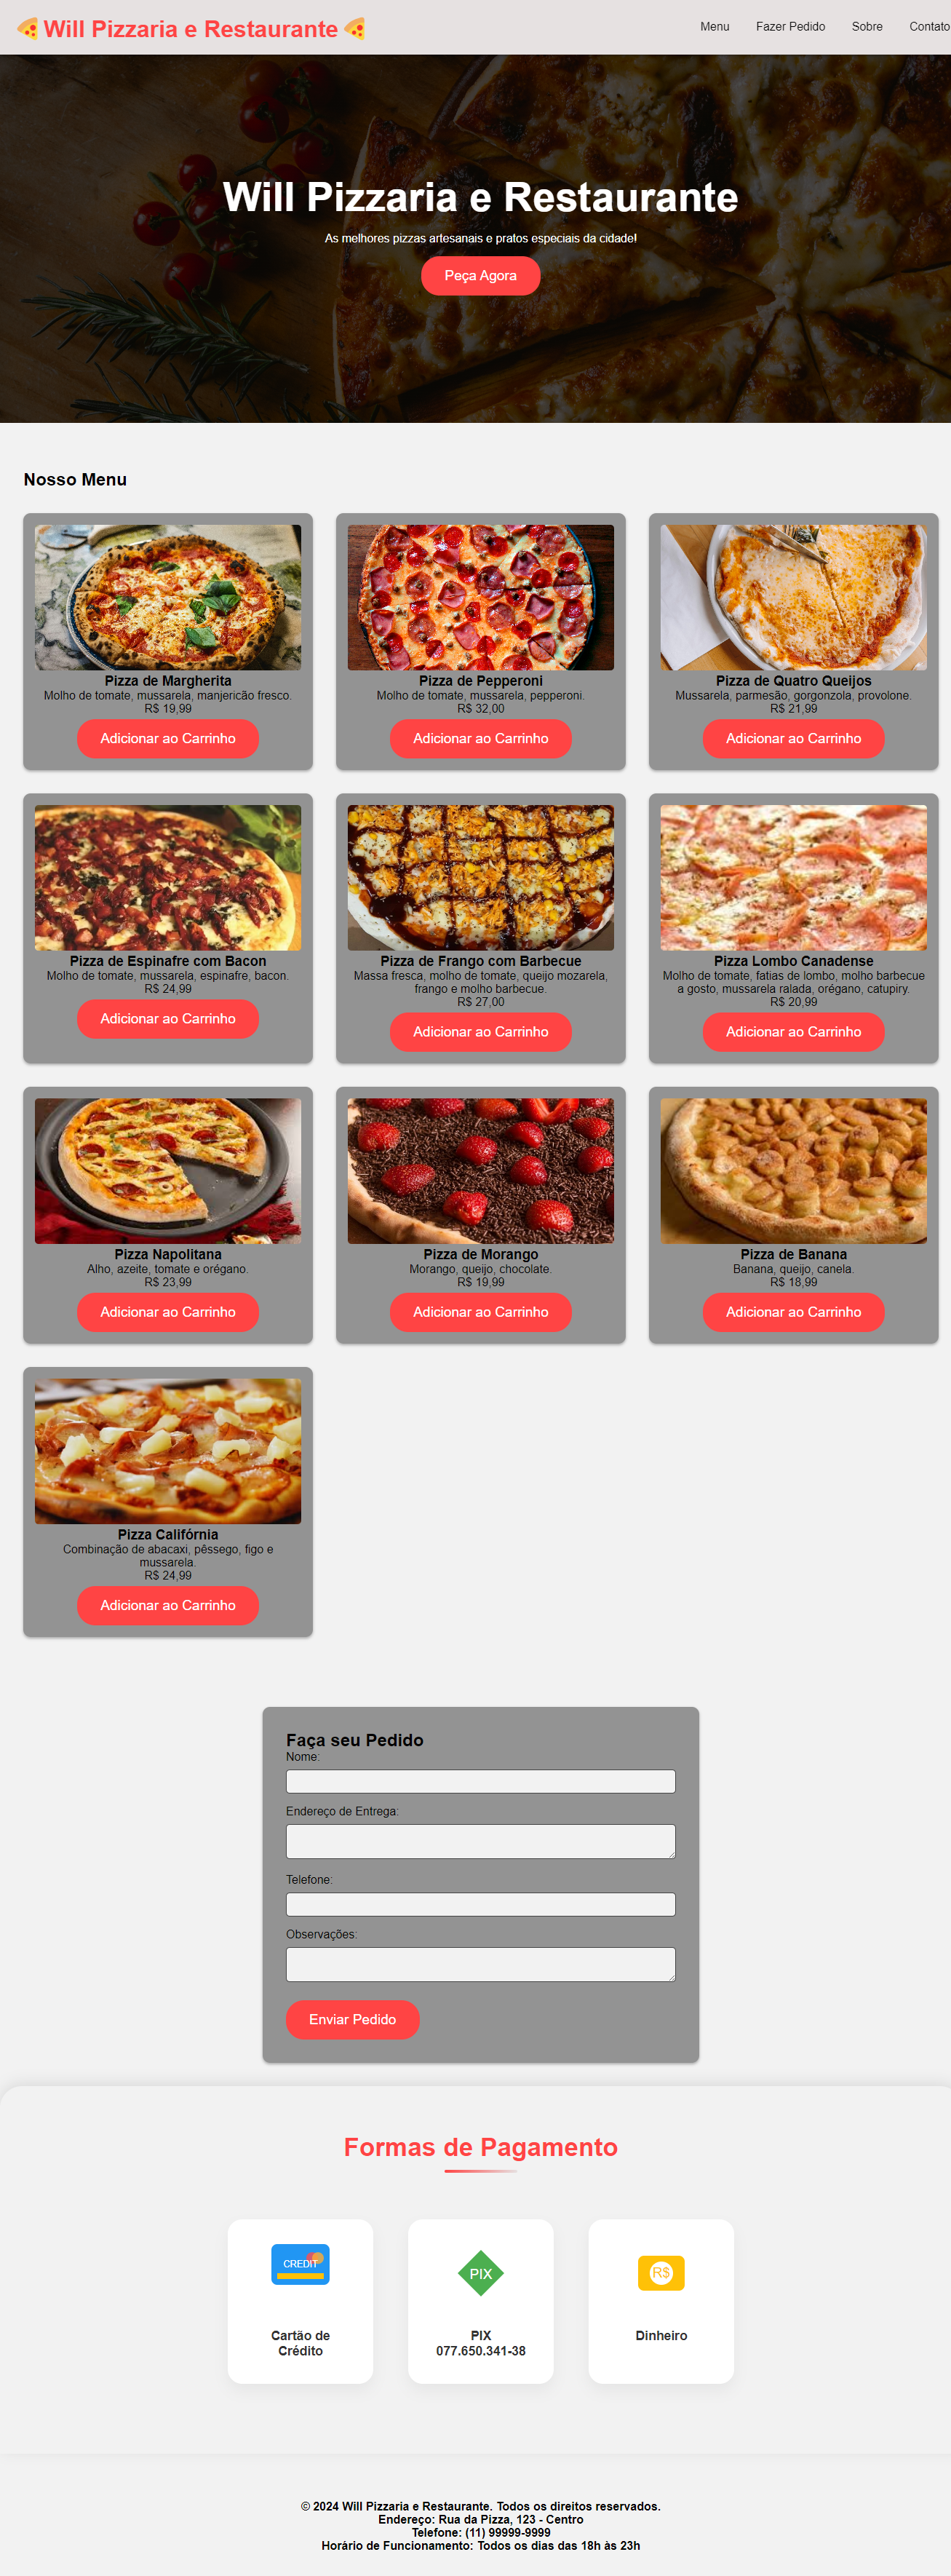 🍕 Will Pizzaria e Restaurante 🍕
Menu Fazer Pedido Sobre Contato
Will Pizzaria e Restaurante
As melhores pizzas artesanais e pratos especiais da cidade!
Peça Agora
Nosso Menu
Pizza de Margherita
Molho de tomate, mussarela, manjericão fresco.
R$ 19,99
Adicionar ao Carrinho
Pizza de Pepperoni
Molho de tomate, mussarela, pepperoni.
R$ 32,00
Adicionar ao Carrinho
Pizza de Quatro Queijos
Mussarela, parmesão, gorgonzola, provolone.
R$ 21,99
Adicionar ao Carrinho
Pizza de Espinafre com Bacon
Molho de tomate, mussarela, espinafre, bacon.
R$ 24,99
Adicionar ao Carrinho
Pizza de Frango com Barbecue
Massa fresca, molho de tomate, queijo mozarela,
frango e molho barbecue.
R$ 27,00
Adicionar ao Carrinho
Pizza Lombo Canadense
Molho de tomate, fatias de lombo, molho barbecue
a gosto, mussarela ralada, orégano, catupiry.
R$ 20,99
Adicionar ao Carrinho
Pizza Napolitana
Alho, azeite, tomate e orégano.
R$ 23,99
Adicionar ao Carrinho
Pizza de Morango
Morango, queijo, chocolate.
R$ 19,99
Adicionar ao Carrinho
Pizza de Banana
Banana, queijo, canela.
R$ 18,99
Adicionar ao Carrinho
Pizza Califórnia
Combinação de abacaxi, pêssego, figo e
mussarela.
R$ 24,99
Adicionar ao Carrinho
Faça seu Pedido
Nome:
Endereço de Entrega:
Telefone:
Observações:
Enviar Pedido
Formas de Pagamento
CREDIT
Cartão de
Crédito
PIX
PIX
077.650.341-38
R$
Dinheiro
© 2024 Will Pizzaria e Restaurante. Todos os direitos reservados.
Endereço: Rua da Pizza, 123 - Centro
Telefone: (11) 99999-9999
Horário de Funcionamento: Todos os dias das 18h às 23h